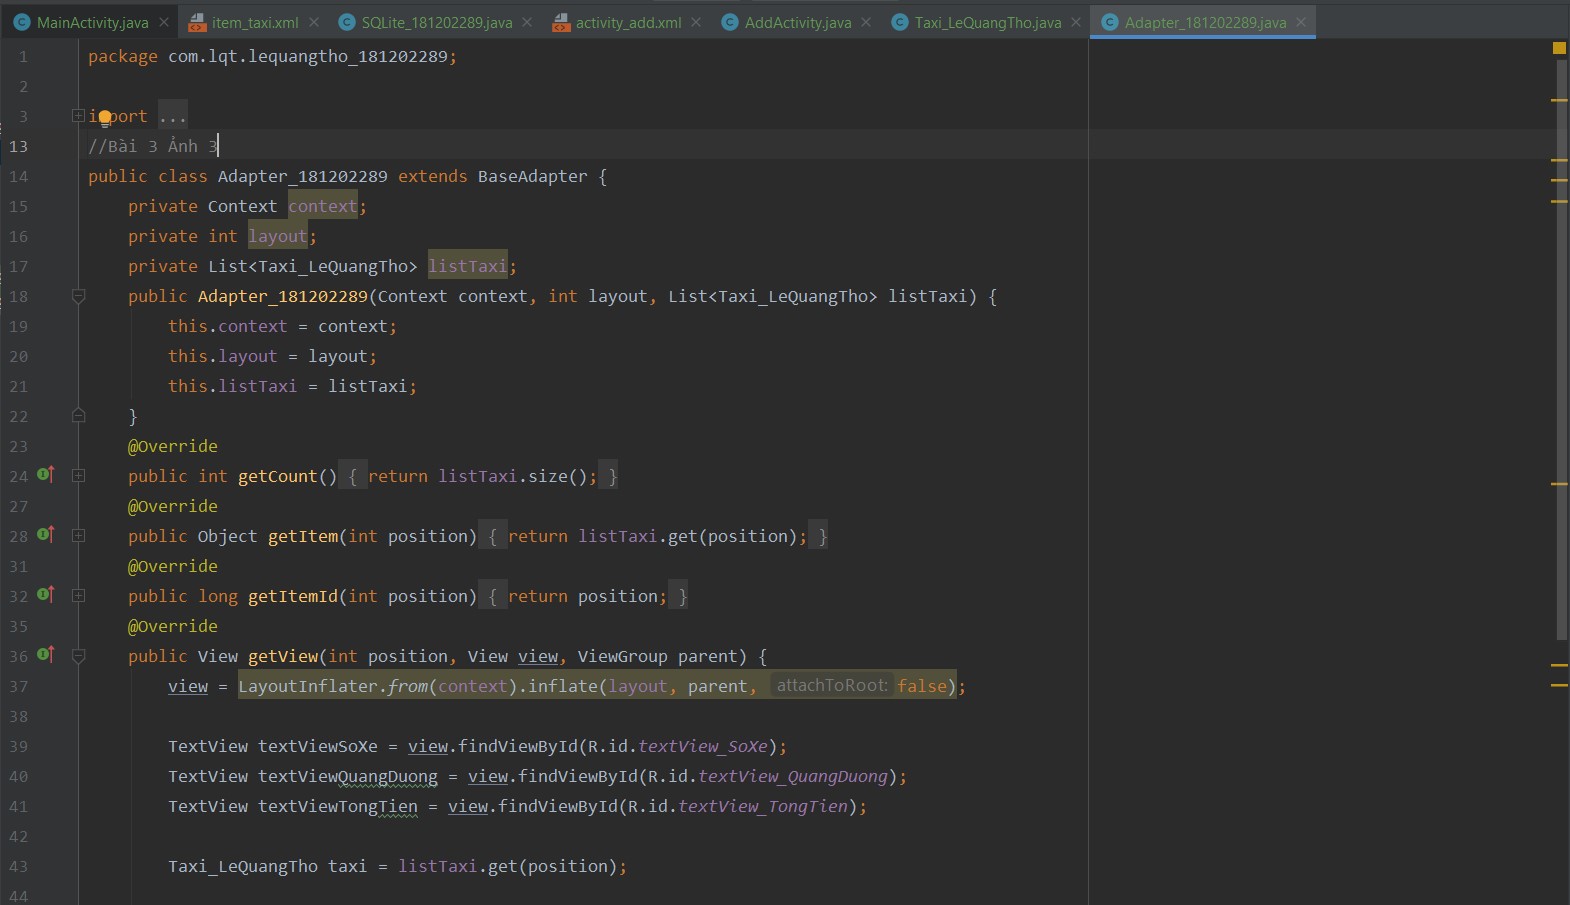 MainActivity.java item_taxi.xml SQLite_181202289.java activity_add.xml AddActivity.java Taxi_LeQuangTho.java Adapter_181202289.java
1 package com.lqt.lequangtho_181202289;
2
3 import ...
13 //Bài 3 Ảnh 3
14 public class Adapter_181202289 extends BaseAdapter {
15 private Context context;
16 private int layout;
17 private List<Taxi_LeQuangTho> listTaxi;
18 public Adapter_181202289(Context context, int layout, List<Taxi_LeQuangTho> listTaxi) {
19 this.context = context;
20 this.layout = layout;
21 this.listTaxi = listTaxi;
22 }
23 @Override
24 public int getCount() { return listTaxi.size(); }
27 @Override
28 public Object getItem(int position) { return listTaxi.get(position); }
31 @Override
32 public long getItemId(int position) { return position; }
35 @Override
36 public View getView(int position, View view, ViewGroup parent) {
37 view = LayoutInflater.from(context).inflate(layout, parent, attachToRoot: false);
38
39 TextView textViewSoXe = view.findViewById(R.id.textView_SoXe);
40 TextView textViewQuangDuong = view.findViewById(R.id.textView_QuangDuong);
41 TextView textViewTongTien = view.findViewById(R.id.textView_TongTien);
42
43 Taxi_LeQuangTho taxi = listTaxi.get(position);
44